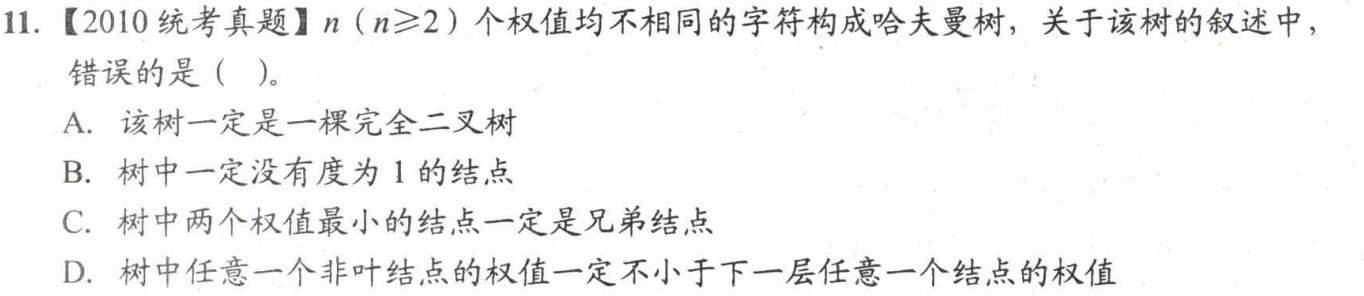 11. 【2010 统考真题】n（n≥2）个权值均不相同的字符构成哈夫曼树，关于该树的叙述中，
错误的是（ ）。
A. 该树一定是一棵完全二叉树
B. 树中一定没有度为 1 的结点
C. 树中两个权值最小的结点一定是兄弟结点
D. 树中任意一个非叶结点的权值一定不小于下一层任意一个结点的权值